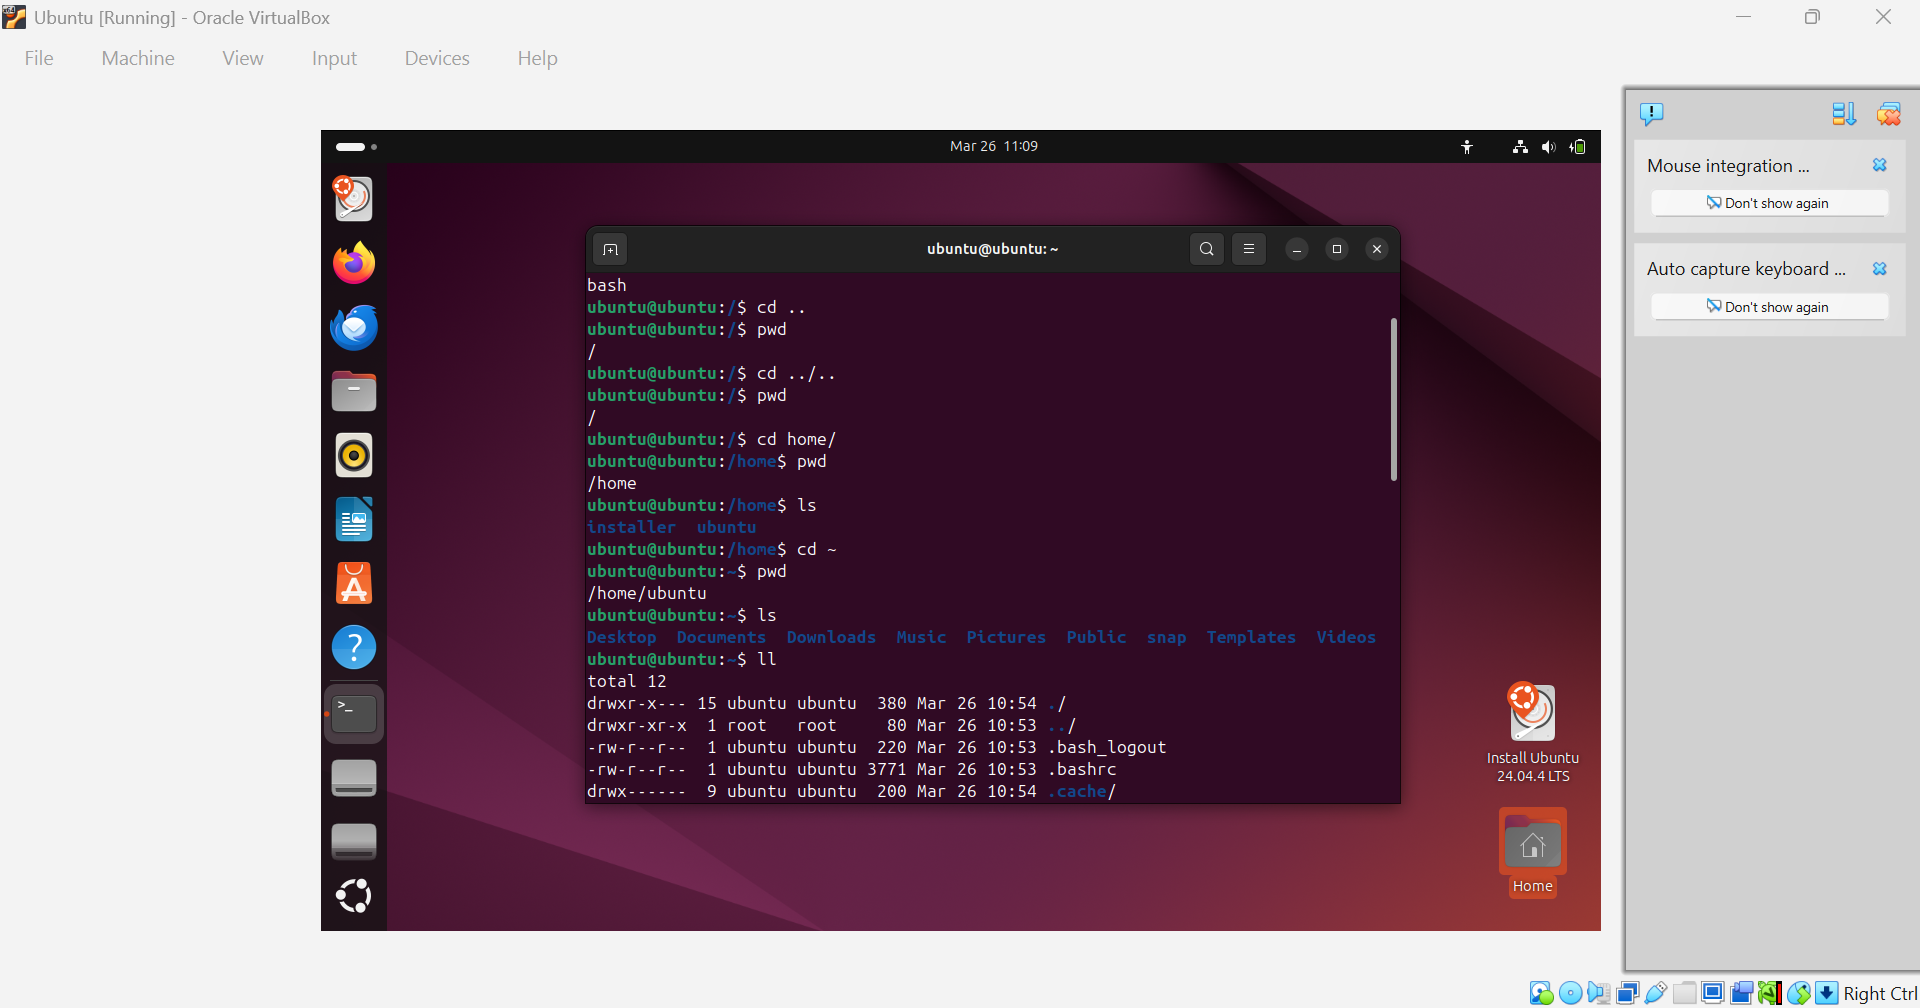 Ubuntu [Running] - Oracle VirtualBox
File Machine View Input Devices Help
Mar 26 11:09
ubuntu@ubuntu: ~
bash
ubuntu@ubuntu:/$ cd ..
ubuntu@ubuntu:/$ pwd
/
ubuntu@ubuntu:/$ cd ../..
ubuntu@ubuntu:/$ pwd
/
ubuntu@ubuntu:/$ cd home/
ubuntu@ubuntu:/home$ pwd
/home
ubuntu@ubuntu:/home$ ls
installer  ubuntu
ubuntu@ubuntu:/home$ cd ~
ubuntu@ubuntu:~$ pwd
/home/ubuntu
ubuntu@ubuntu:~$ ls
Desktop  Documents  Downloads  Music  Pictures  Public  snap  Templates  Videos
ubuntu@ubuntu:~$ ll
total 12
drwxr-x--- 15 ubuntu ubuntu  380 Mar 26 10:54 ./
drwxr-xr-x  1 root   root     80 Mar 26 10:53 ../
-rw-r--r--  1 ubuntu ubuntu  220 Mar 26 10:53 .bash_logout
-rw-r--r--  1 ubuntu ubuntu 3771 Mar 26 10:53 .bashrc
drwx------  9 ubuntu ubuntu  200 Mar 26 10:54 .cache/
Install Ubuntu
24.04.4 LTS
Home
Mouse integration ...
Don't show again
Auto capture keyboard ...
Don't show again
Right Ctrl